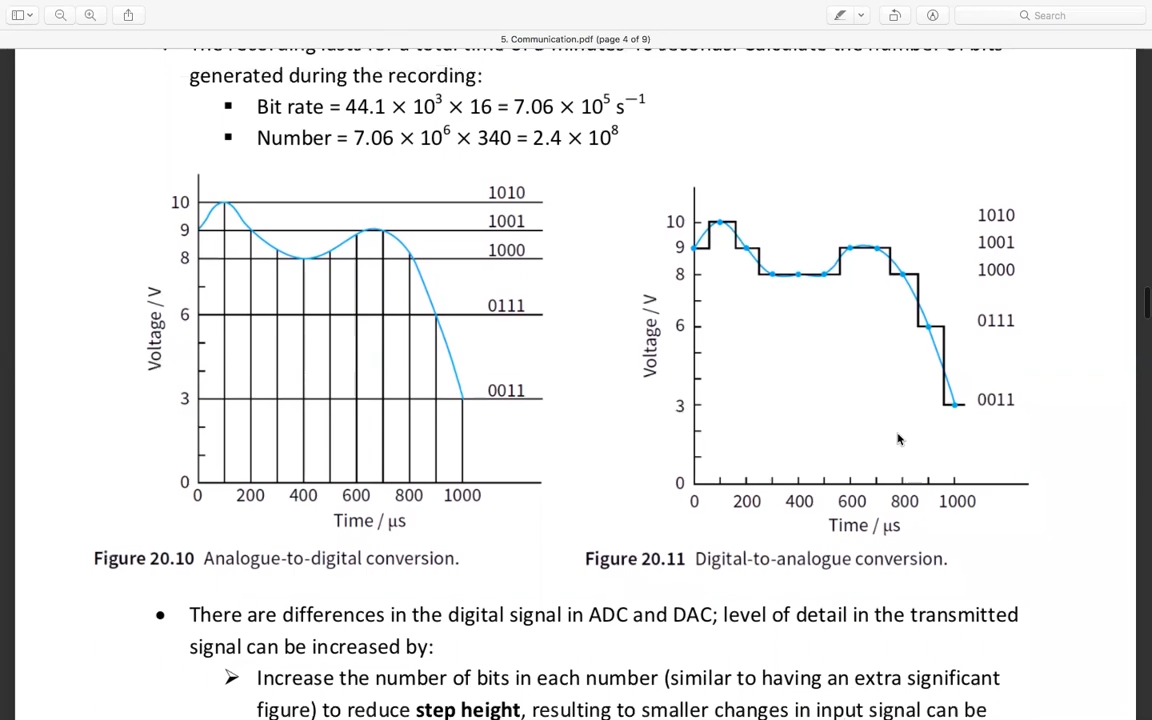 Search
5. Communication.pdf (page 4 of 9)
generated during the recording:
▪ Bit rate = 44.1 × 10³ × 16 = 7.06 × 10⁵ s⁻¹
▪ Number = 7.06 × 10⁶ × 340 = 2.4 × 10⁸
10
9
8
6
3
0
Voltage / V
1010
1001
1000
0111
0011
0 200 400 600 800 1000
Time / μs
Figure 20.10 Analogue-to-digital conversion.
10
9
8
6
3
0
Voltage / V
1010
1001
1000
0111
0011
0 200 400 600 800 1000
Time / μs
Figure 20.11 Digital-to-analogue conversion.
• There are differences in the digital signal in ADC and DAC; level of detail in the transmitted
signal can be increased by:
➢ Increase the number of bits in each number (similar to having an extra significant
figure) to reduce step height, resulting to smaller changes in input signal can be